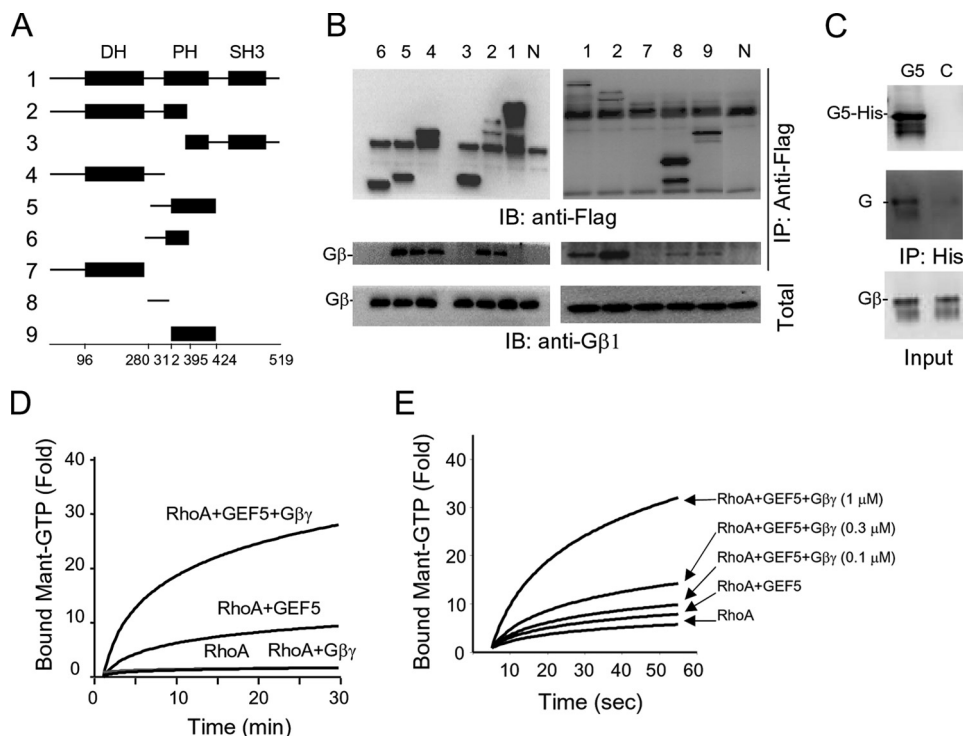 A
DH PH SH3
1
2
3
4
5
6
7
8
9
96 280 312 395 424 519
B
6 5 4 3 2 1 N 1 2 7 8 9 N
IB: anti-Flag
IP: Anti-Flag
Gβ-
Gβ-
Total
IB: anti-Gβ1
C
G5 C
G5-His-
G -
IP: His
Gβ-
Input
D
Bound Mant-GTP (Fold)
40
30
20
10
0
RhoA+GEF5+Gβγ
RhoA+GEF5
RhoA RhoA+Gβγ
0 10 20 30
Time (min)
E
Bound Mant-GTP (Fold)
40
30
20
10
0
RhoA+GEF5+Gβγ (1 μM)
RhoA+GEF5+Gβγ (0.3 μM)
RhoA+GEF5+Gβγ (0.1 μM)
RhoA+GEF5
RhoA
10 20 30 40 50 60
Time (sec)